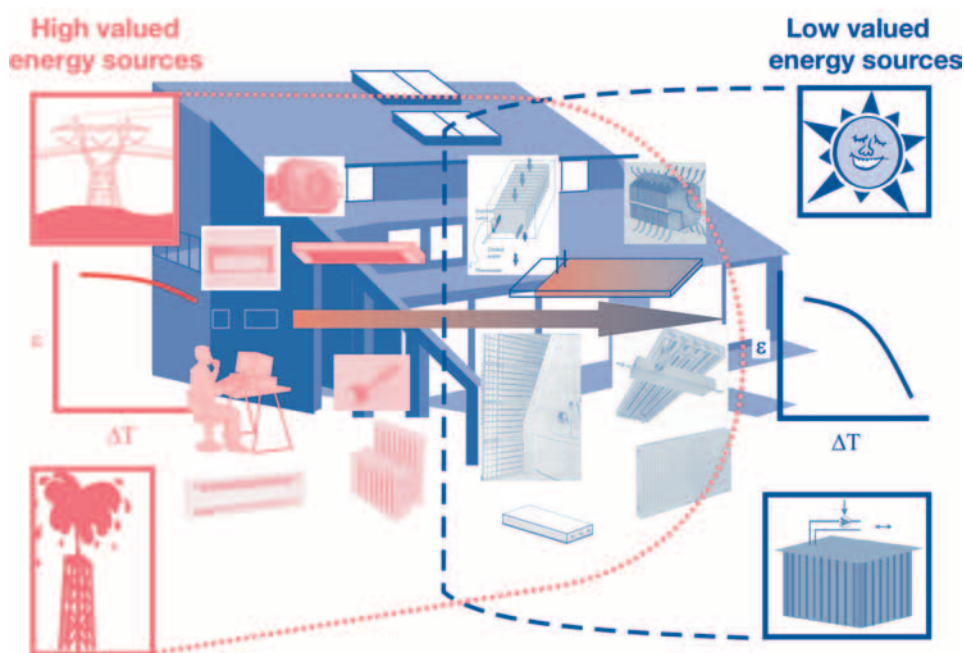 High valued
energy sources
Low valued
energy sources
ε
ΔT
ε
ΔT